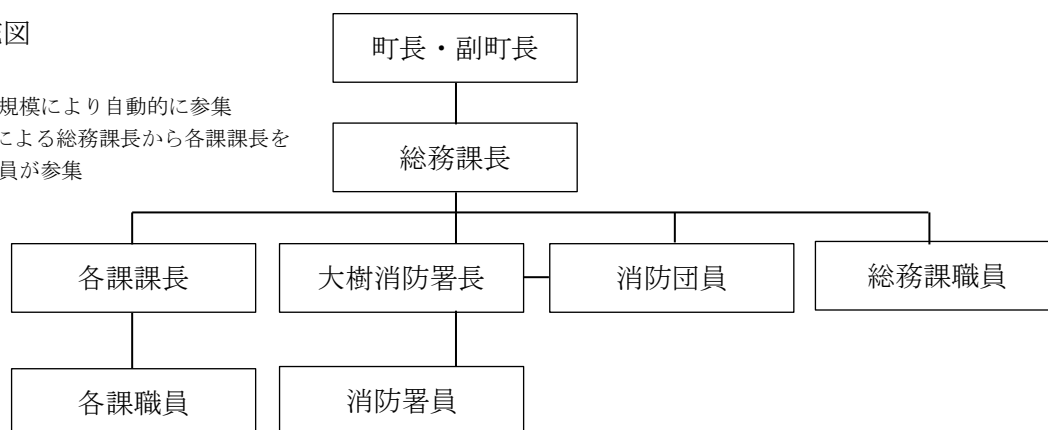 図
町長・副町長
規模により自動的に参集
による総務課長から各課課長を
員が参集
総務課長
各課課長
大樹消防署長
消防団員
総務課職員
各課職員
消防署員